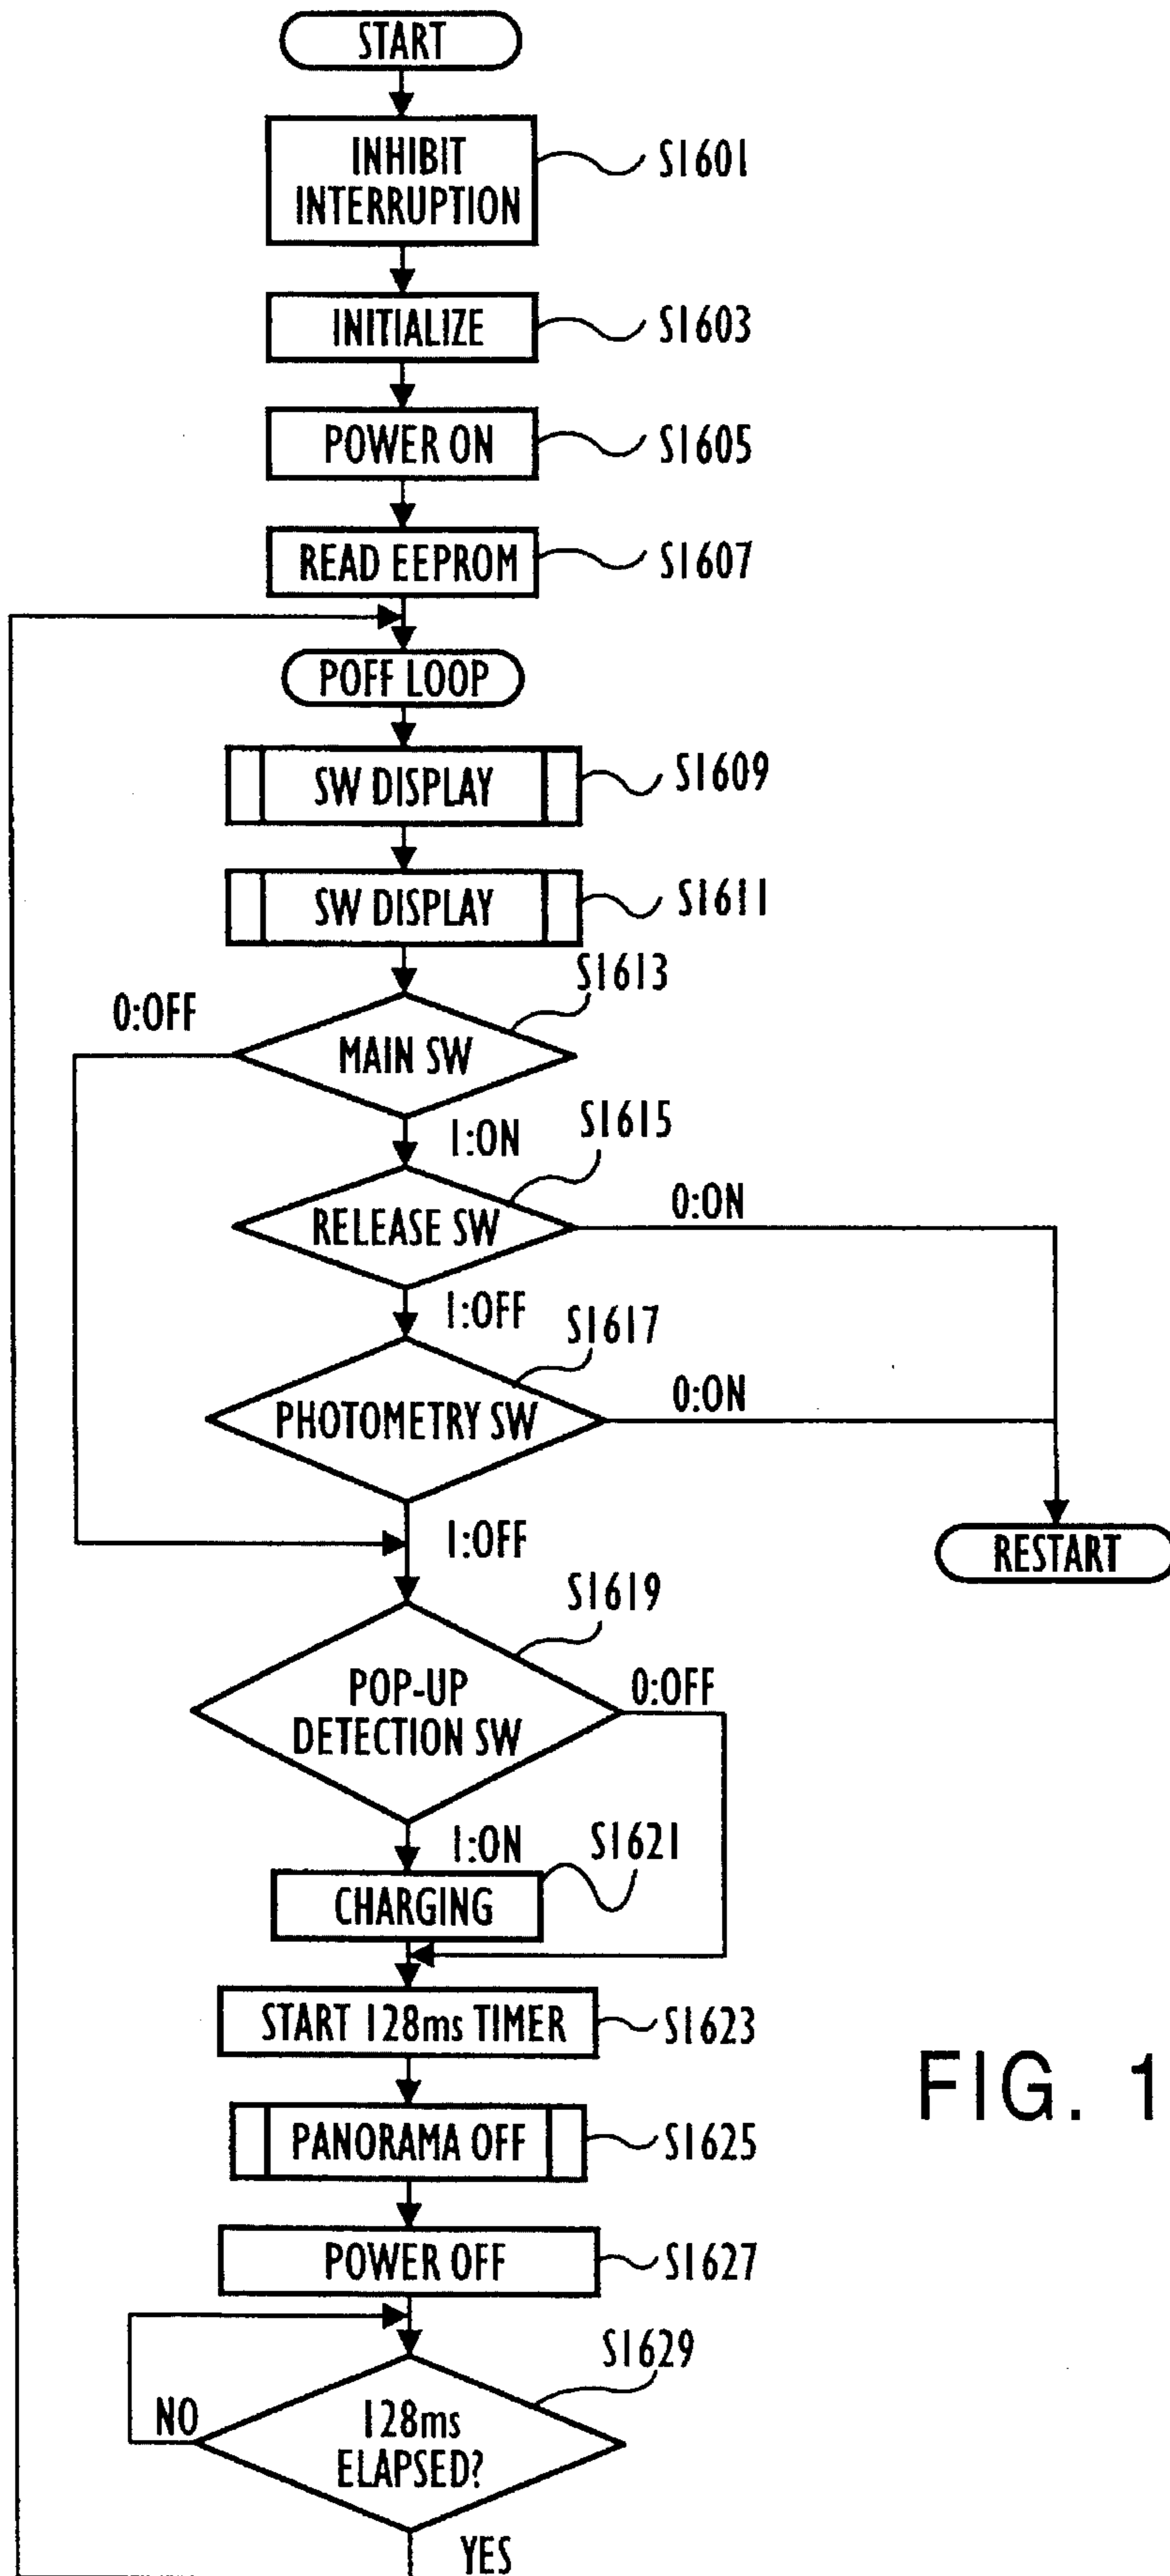 START
INHIBIT
INTERRUPTION
S1601
INITIALIZE
S1603
POWER ON
S1605
READ EEPROM
S1607
POFF LOOP
SW DISPLAY
S1609
SW DISPLAY
S1611
S1613
0:OFF
MAIN SW
1:ON
S1615
RELEASE SW
0:ON
1:OFF
S1617
PHOTOMETRY SW
0:ON
1:OFF
RESTART
S1619
POP-UP
DETECTION SW
0:OFF
1:ON
S1621
CHARGING
START 128ms TIMER
S1623
PANORAMA OFF
S1625
POWER OFF
S1627
S1629
NO
128ms
ELAPSED?
YES
FIG. 1